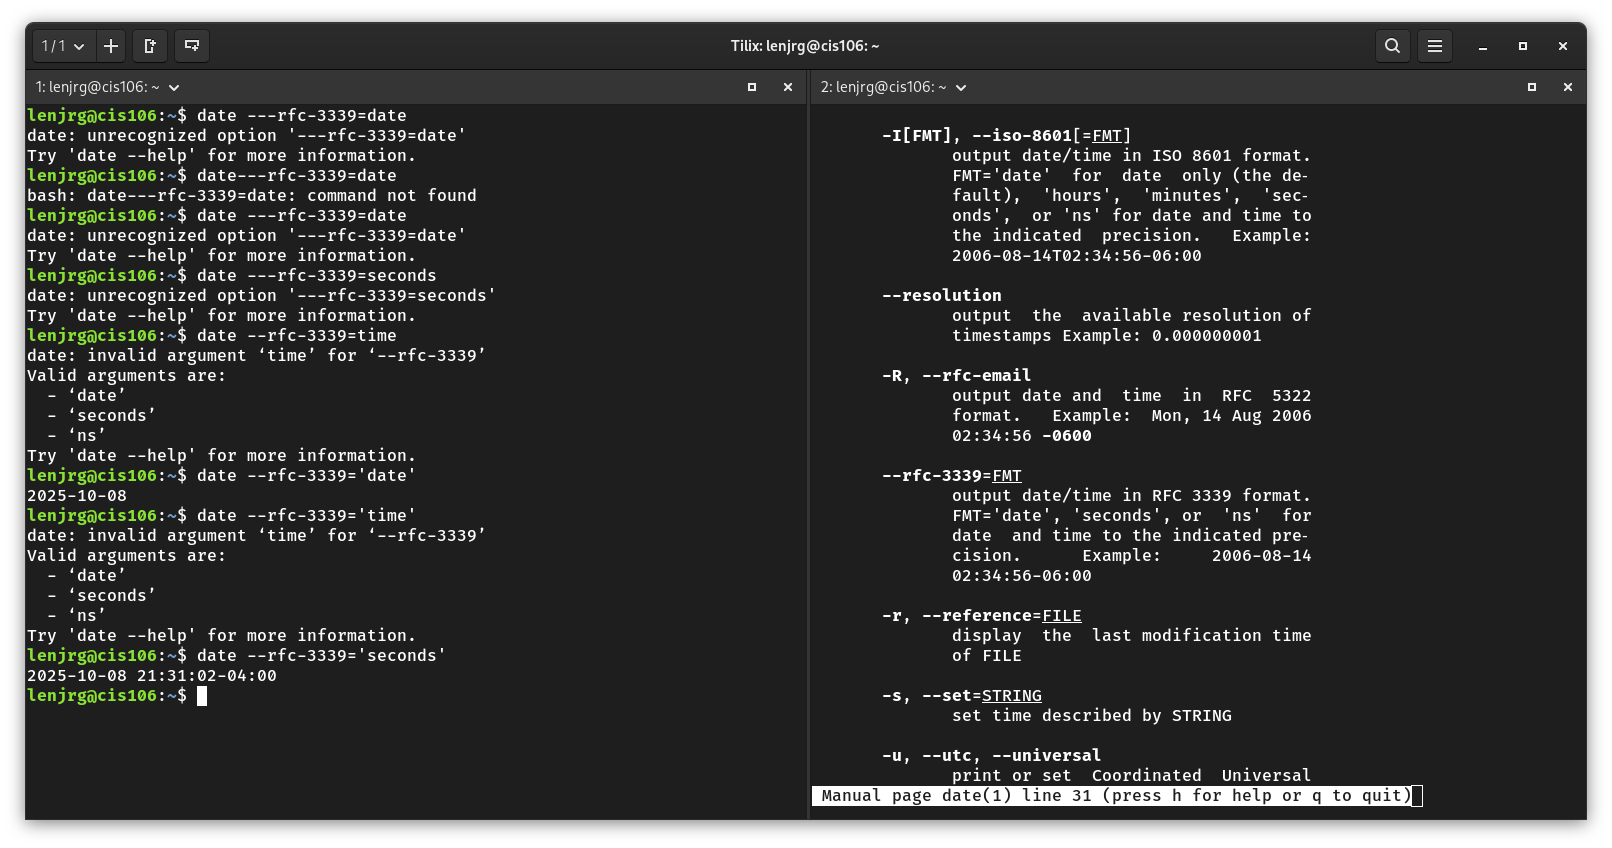 1 / 1
Tilix: lenjrg@cis106: ~
1: lenjrg@cis106: ~
lenjrg@cis106:~$ date ---rfc-3339=date
date: unrecognized option '---rfc-3339=date'
Try 'date --help' for more information.
lenjrg@cis106:~$ date---rfc-3339=date
bash: date---rfc-3339=date: command not found
lenjrg@cis106:~$ date ---rfc-3339=date
date: unrecognized option '---rfc-3339=date'
Try 'date --help' for more information.
lenjrg@cis106:~$ date ---rfc-3339=seconds
date: unrecognized option '---rfc-3339=seconds'
Try 'date --help' for more information.
lenjrg@cis106:~$ date --rfc-3339=time
date: invalid argument ‘time’ for ‘--rfc-3339’
Valid arguments are:
  - ‘date’
  - ‘seconds’
  - ‘ns’
Try 'date --help' for more information.
lenjrg@cis106:~$ date --rfc-3339='date'
2025-10-08
lenjrg@cis106:~$ date --rfc-3339='time'
date: invalid argument ‘time’ for ‘--rfc-3339’
Valid arguments are:
  - ‘date’
  - ‘seconds’
  - ‘ns’
Try 'date --help' for more information.
lenjrg@cis106:~$ date --rfc-3339='seconds'
2025-10-08 21:31:02-04:00
lenjrg@cis106:~$
2: lenjrg@cis106: ~
-I[FMT], --iso-8601[=FMT]
output date/time in ISO 8601 format.
FMT='date'  for  date  only (the de-
fault),  'hours',  'minutes',  'sec-
onds',  or 'ns' for date and time to
the indicated  precision.   Example:
2006-08-14T02:34:56-06:00
--resolution
output  the  available resolution of
timestamps Example: 0.000000001
-R, --rfc-email
output date and  time  in  RFC  5322
format.   Example:  Mon, 14 Aug 2006
02:34:56 -0600
--rfc-3339=FMT
output date/time in RFC 3339 format.
FMT='date', 'seconds', or  'ns'  for
date  and time to the indicated pre-
cision.      Example:     2006-08-14
02:34:56-06:00
-r, --reference=FILE
display  the  last modification time
of FILE
-s, --set=STRING
set time described by STRING
-u, --utc, --universal
print or set  Coordinated  Universal
Manual page date(1) line 31 (press h for help or q to quit)